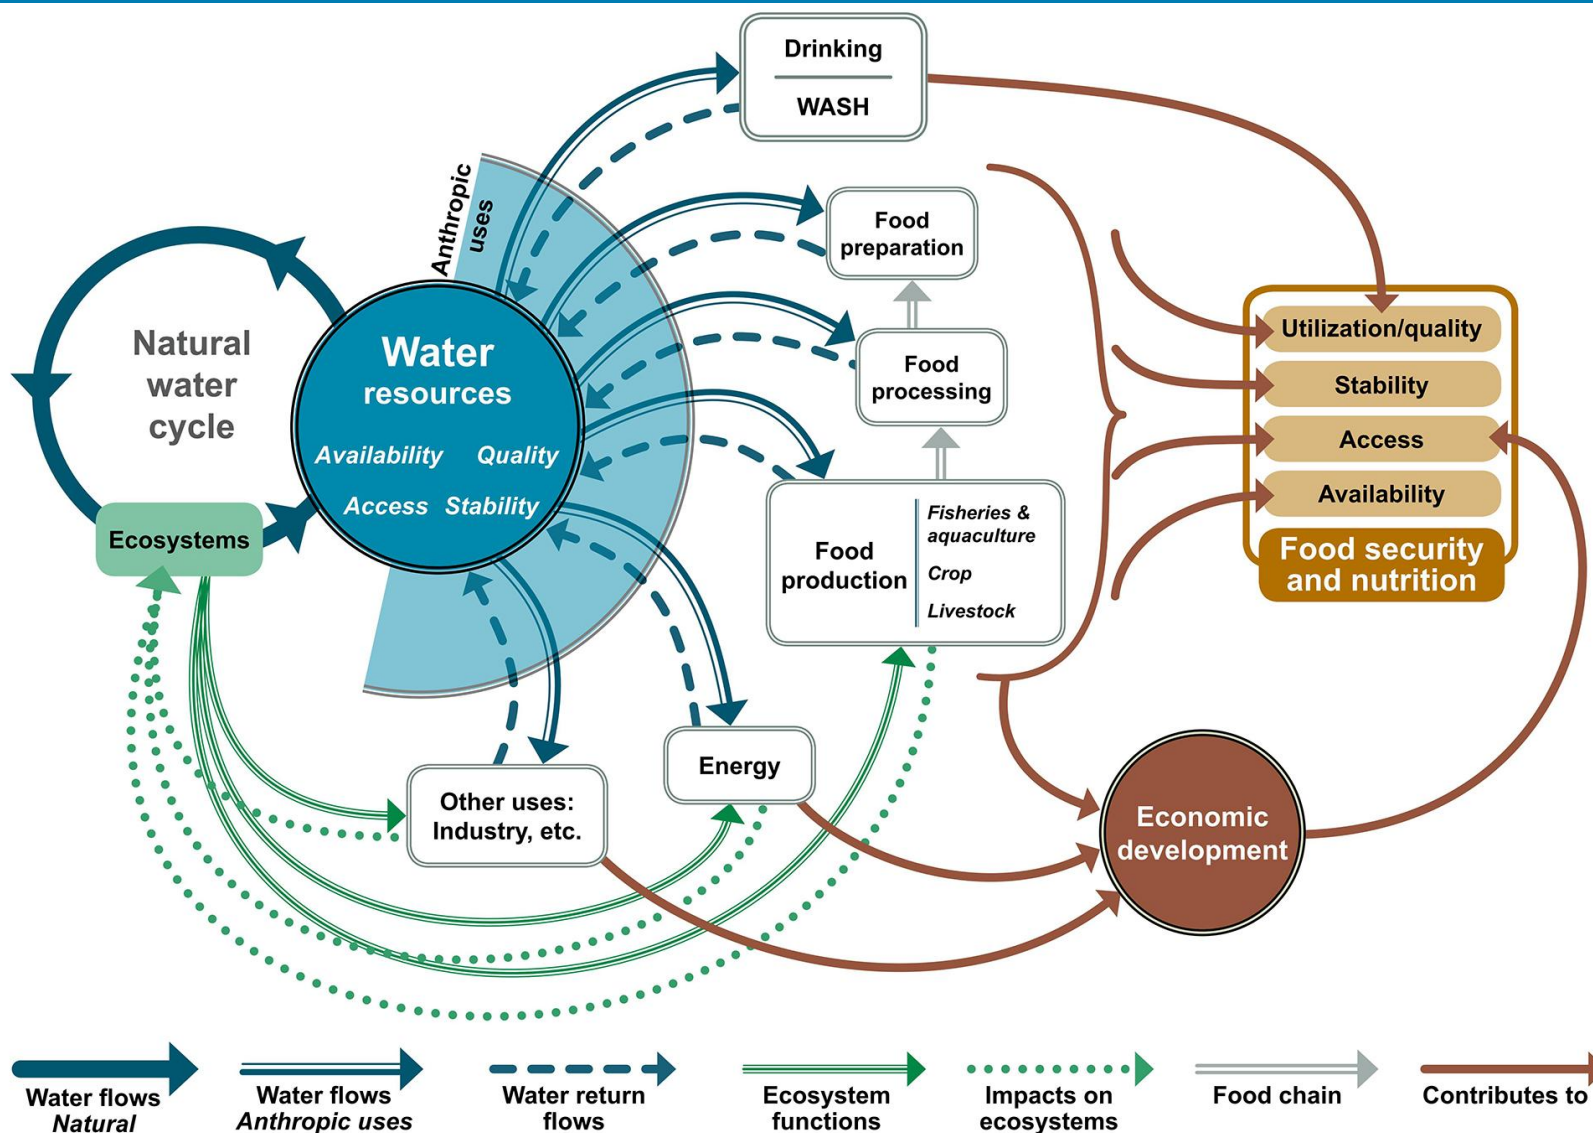 Drinking
WASH
Anthropic
uses
Food
preparation
Natural
water
cycle
Water
resources
Availability Quality
Access Stability
Food
processing
Utilization/quality
Stability
Access
Availability
Food security
and nutrition
Ecosystems
Food
production
Fisheries &
aquaculture
Crop
Livestock
Energy
Other uses:
Industry, etc.
Economic
development
Water flows
Natural
Water flows
Anthropic uses
Water return
flows
Ecosystem
functions
Impacts on
ecosystems
Food chain
Contributes to